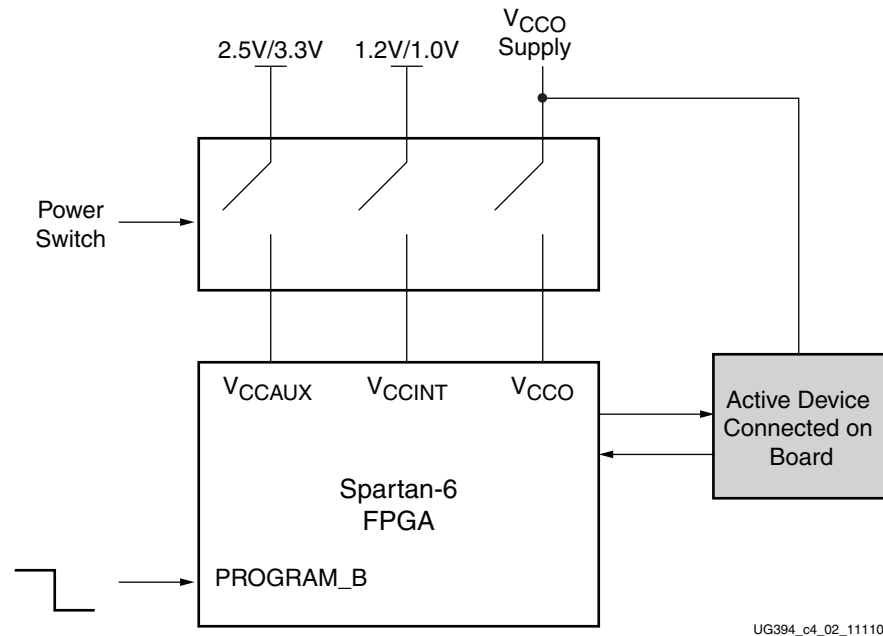 2.5V/3.3V
1.2V/1.0V
VCCO
Supply
Power
Switch
VCCAUX
VCCINT
VCCO
Active Device
Connected on
Board
Spartan-6
FPGA
PROGRAM_B
UG394_c4_02_11110